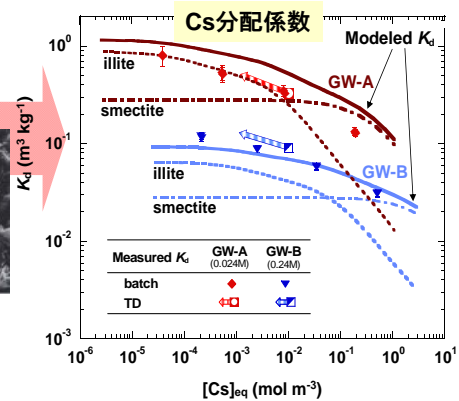 Cs分配係数
Modeled Kd
GW-A
illite
smectite
GW-B
illite
smectite
Measured Kd GW-A GW-B
(0.024M) (0.24M)
batch
TD
Kd (m3 kg-1)
100
10-1
10-2
10-3
10-6 10-5 10-4 10-3 10-2 10-1 100 101
[Cs]eq (mol m-3)